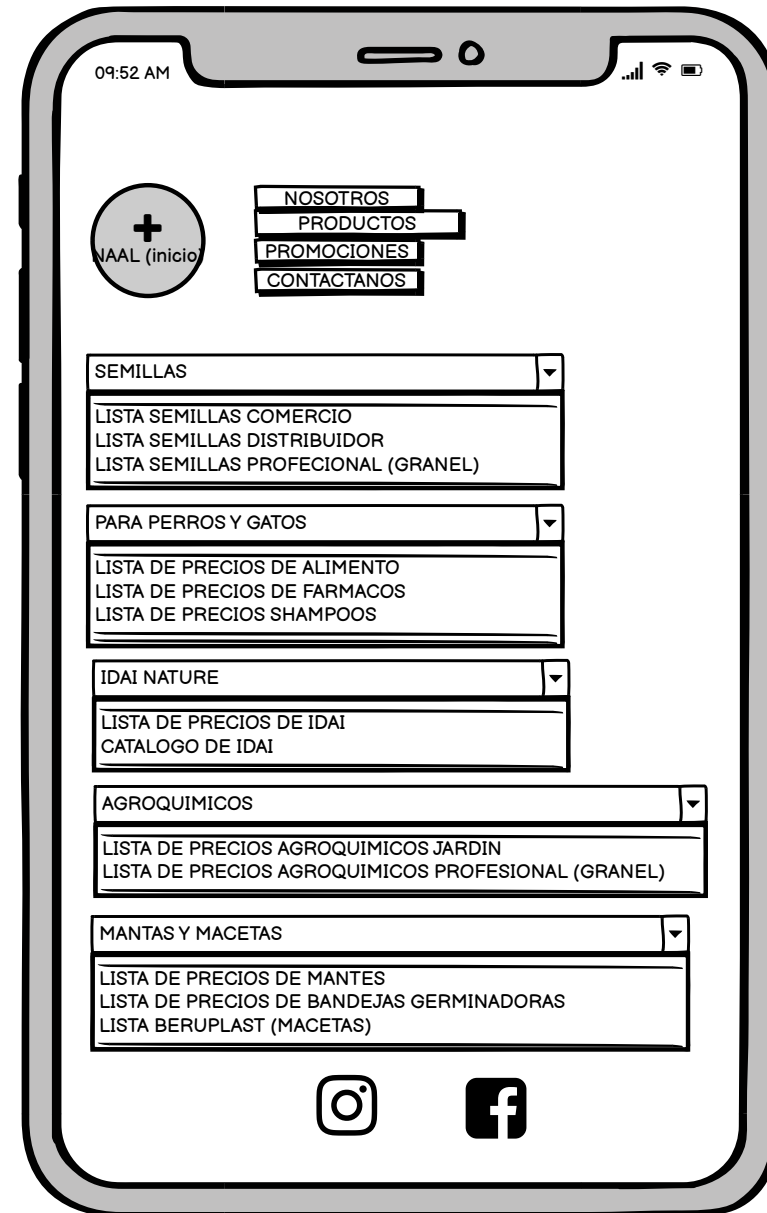 09:52 AM
NAAL (inicio)
NOSOTROS
PRODUCTOS
PROMOCIONES
CONTACTANOS
SEMILLAS
LISTA SEMILLAS COMERCIO
LISTA SEMILLAS DISTRIBUIDOR
LISTA SEMILLAS PROFECIONAL (GRANEL)
PARA PERROS Y GATOS
LISTA DE PRECIOS DE ALIMENTO
LISTA DE PRECIOS DE FARMACOS
LISTA DE PRECIOS SHAMPOOS
IDAI NATURE
LISTA DE PRECIOS DE IDAI
CATALOGO DE IDAI
AGROQUIMICOS
LISTA DE PRECIOS AGROQUIMICOS JARDIN
LISTA DE PRECIOS AGROQUIMICOS PROFESIONAL (GRANEL)
MANTAS Y MACETAS
LISTA DE PRECIOS DE MANTES
LISTA DE PRECIOS DE BANDEJAS GERMINADORAS
LISTA BERUPLAST (MACETAS)